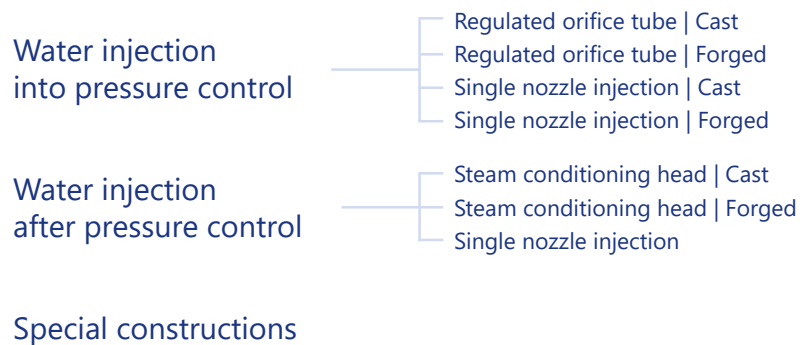 Water injection
into pressure control
Regulated orifice tube | Cast
Regulated orifice tube | Forged
Single nozzle injection | Cast
Single nozzle injection | Forged
Water injection
after pressure control
Steam conditioning head | Cast
Steam conditioning head | Forged
Single nozzle injection
Special constructions